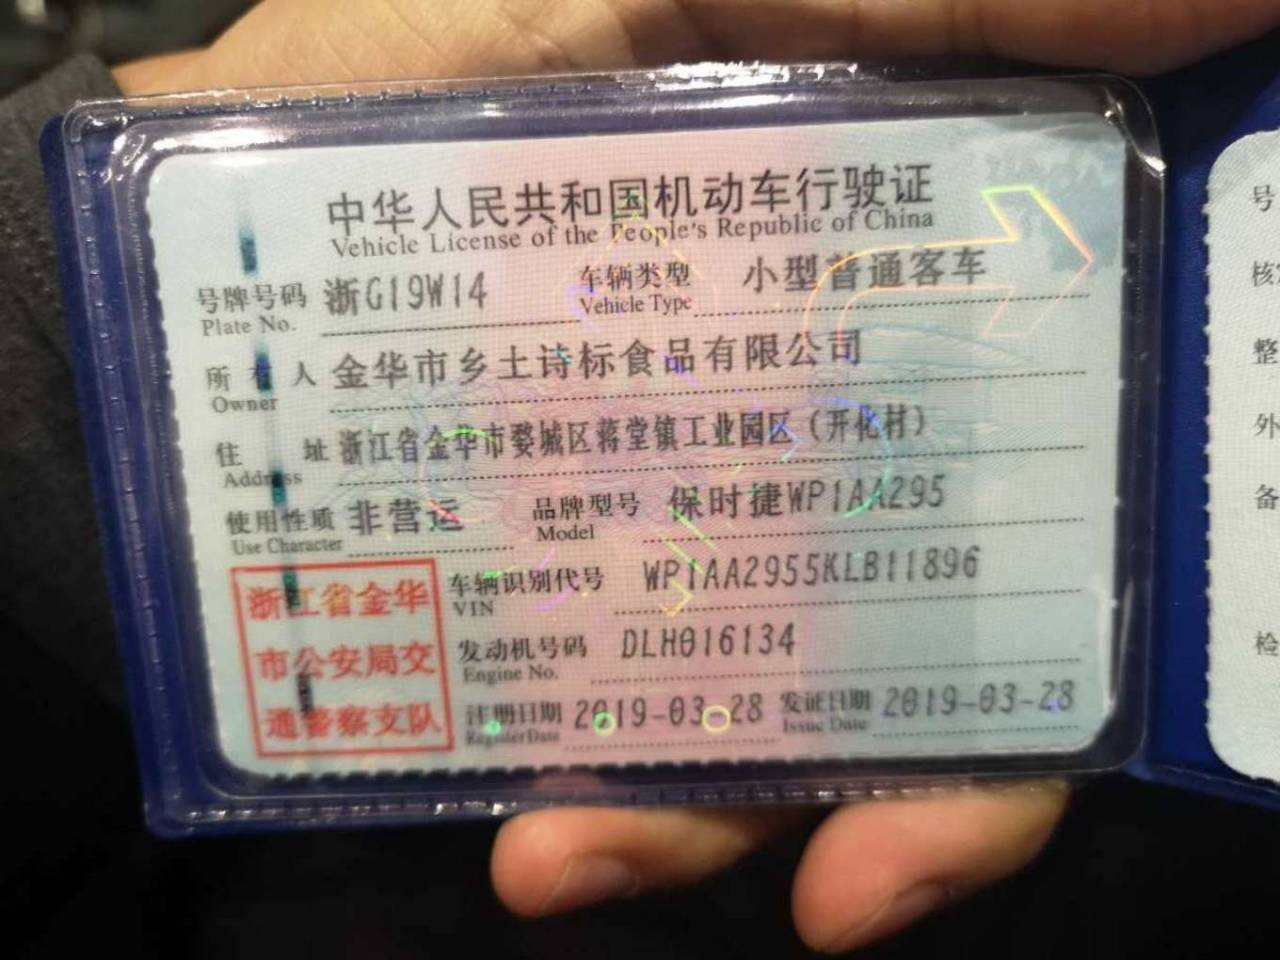 中华人民共和国机动车行驶证
Vehicle License of the People's Republic of China
号牌号码 浙G19W14 车辆类型 小型普通客车
Plate No. Vehicle Type
所有人 金华市乡土诗标食品有限公司
Owner
住址 浙江省金华市婺城区蒋堂镇工业园区（开化村）
Address
使用性质 非营运 品牌型号 保时捷WP1AA295
Use Character Model
车辆识别代号 WP1AA2955KLB11896
VIN
发动机号码 DLH016134
Engine No.
注册日期 2019-03-28 发证日期 2019-03-28
Register Date Issue Date
浙江省金华
市公安局交
通警察支队
号
核
整
外
备
检